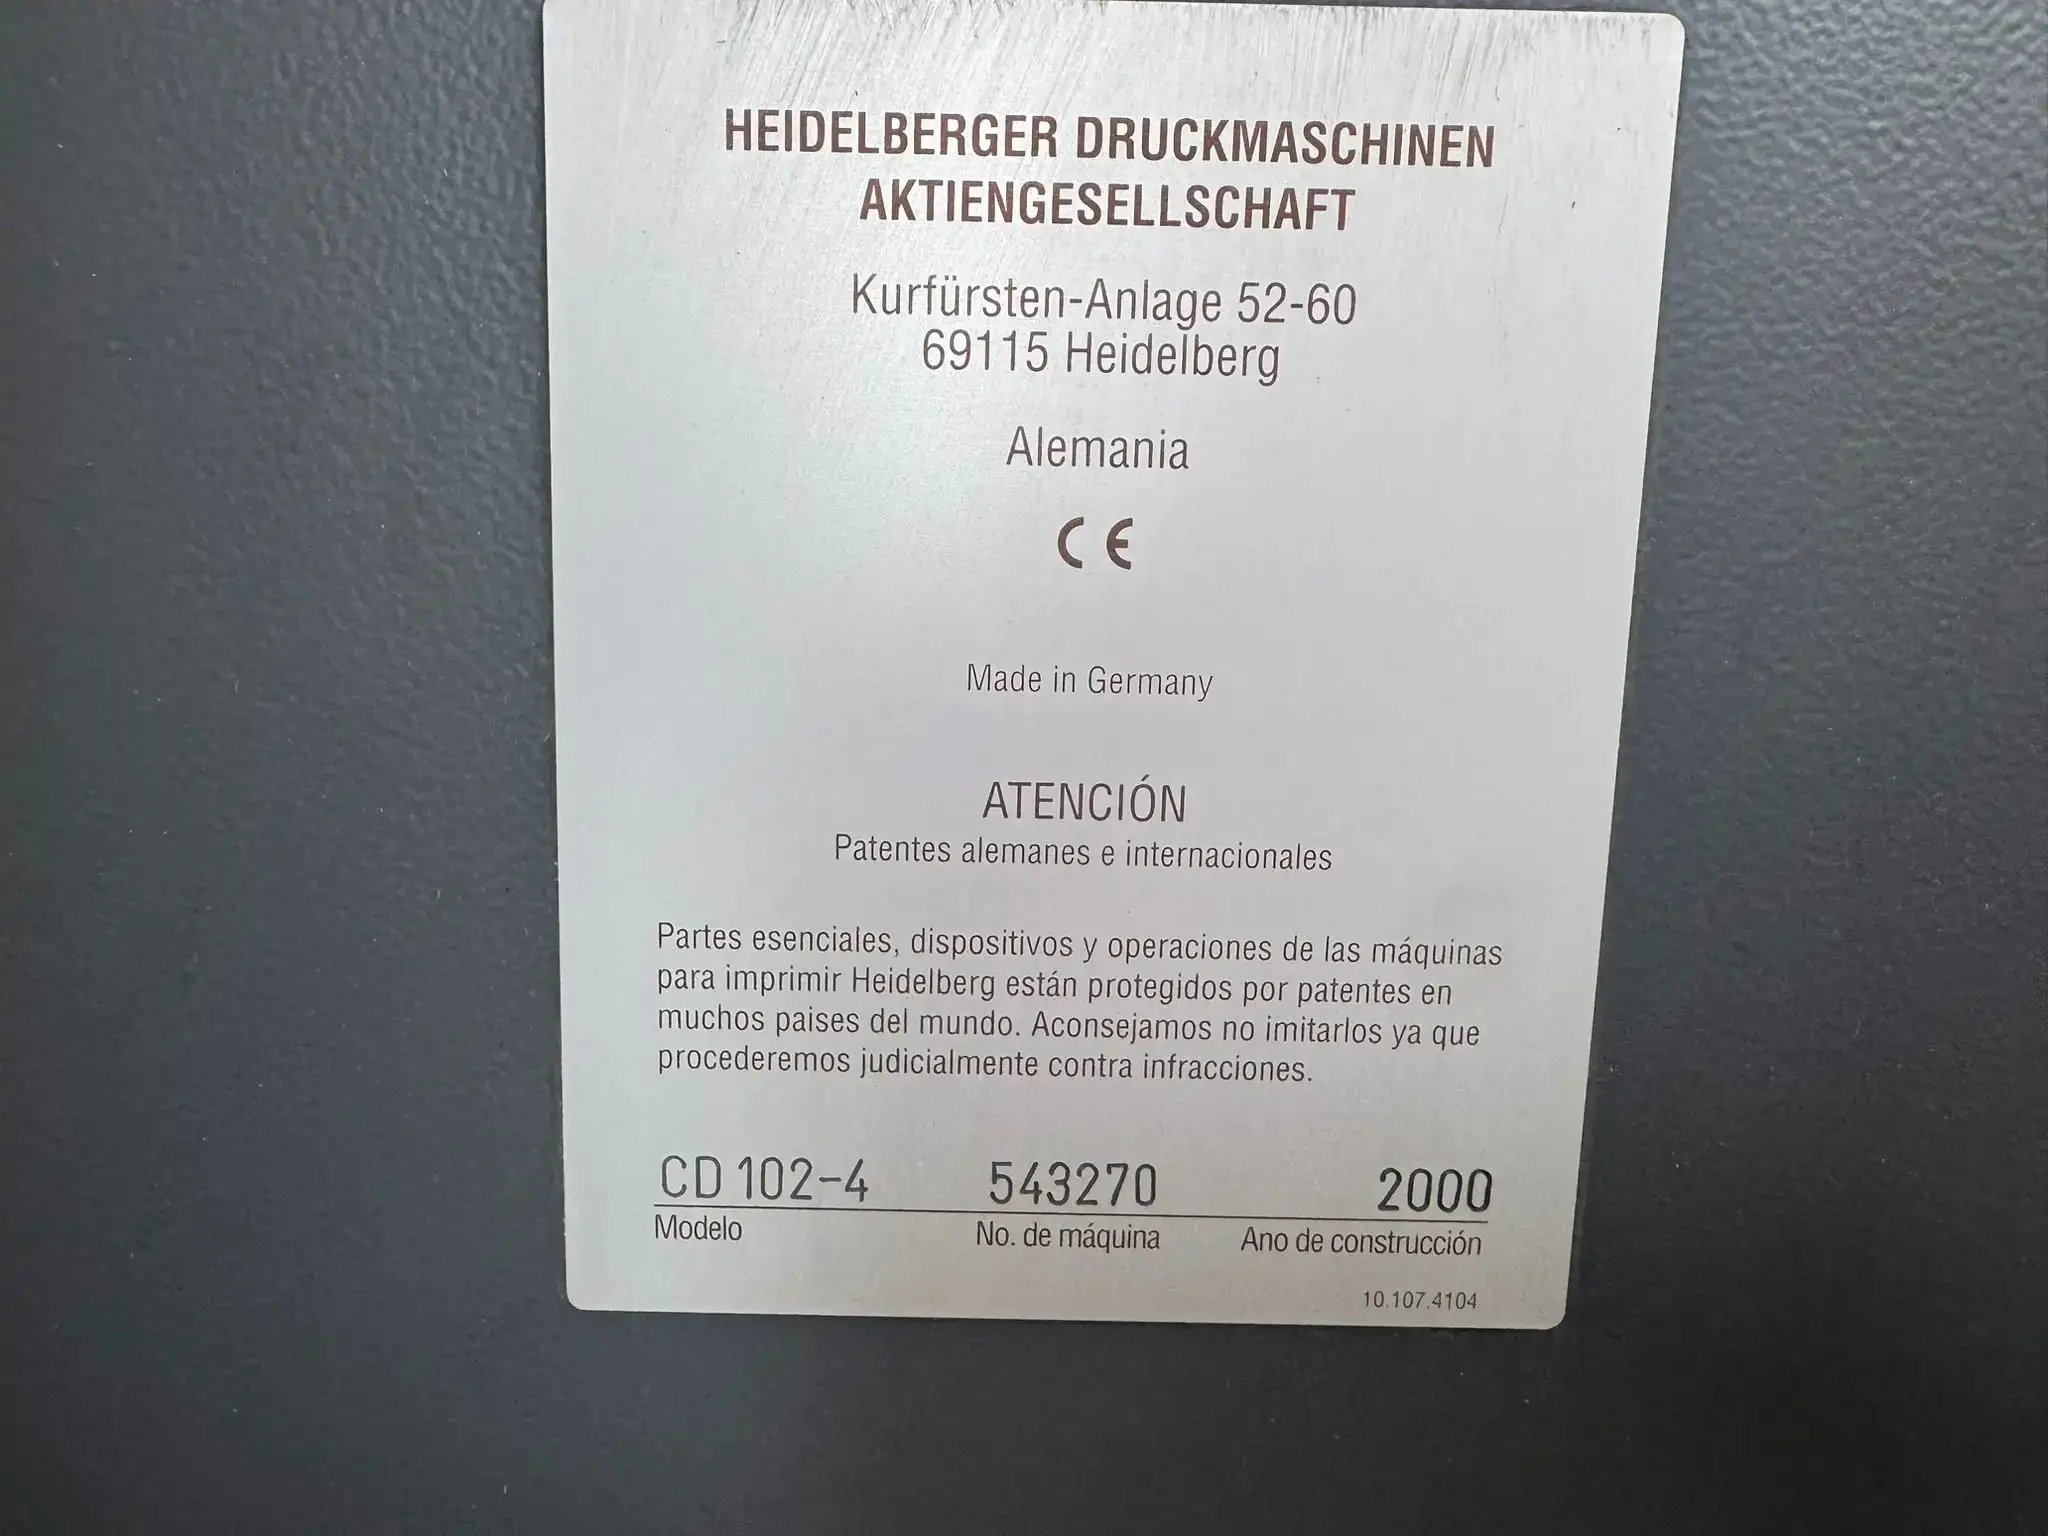 HEIDELBERGER DRUCKMASCHINEN
AKTIENGESELLSCHAFT
Kurfürsten-Anlage 52-60
69115 Heidelberg
Alemania
CE
Made in Germany
ATENCIÓN
Patentes alemanes e internacionales
Partes esenciales, dispositivos y operaciones de las máquinas
para imprimir Heidelberg están protegidos por patentes en
muchos paises del mundo. Aconsejamos no imitarlos ya que
procederemos judicialmente contra infracciones.
CD 102-4 543270 2000
Modelo No. de máquina Ano de construcción
10.107.4104